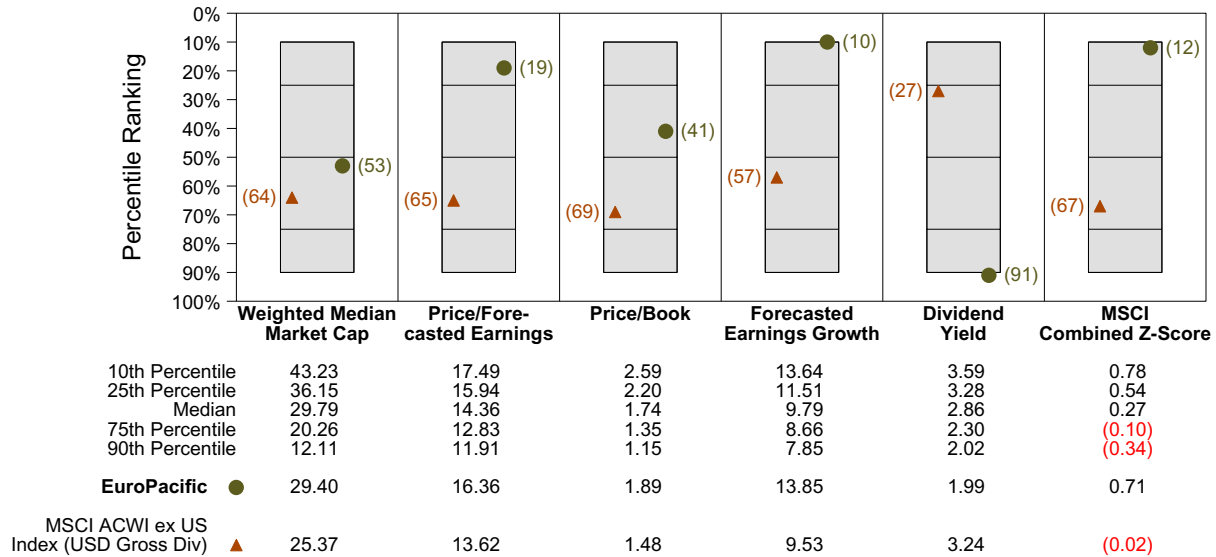 Percentile Ranking
0%
10%
20%
30%
40%
50%
60%
70%
80%
90%
100%
(64)
(53)
(65)
(19)
(69)
(41)
(57)
(10)
(27)
(91)
(67)
(12)
Weighted Median
Market Cap
Price/Fore-
casted Earnings
Price/Book
Forecasted
Earnings Growth
Dividend
Yield
MSCI
Combined Z-Score
10th Percentile 43.23 17.49 2.59 13.64 3.59 0.78
25th Percentile 36.15 15.94 2.20 11.51 3.28 0.54
Median 29.79 14.36 1.74 9.79 2.86 0.27
75th Percentile 20.26 12.83 1.35 8.66 2.30 (0.10)
90th Percentile 12.11 11.91 1.15 7.85 2.02 (0.34)
EuroPacific 29.40 16.36 1.89 13.85 1.99 0.71
MSCI ACWI ex US
Index (USD Gross Div) 25.37 13.62 1.48 9.53 3.24 (0.02)